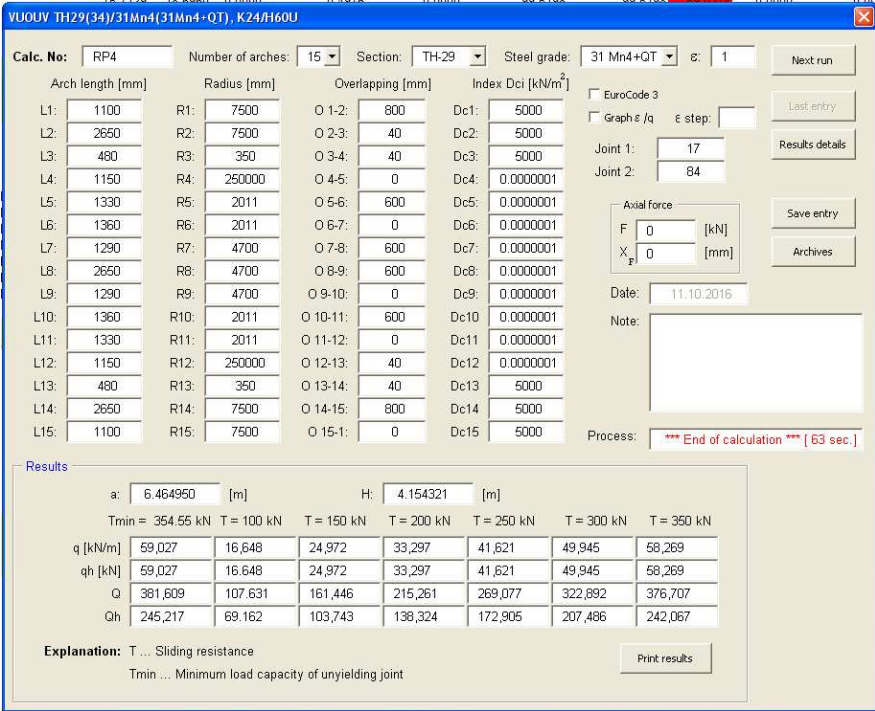 VUOUV TH29(34)/31Mn4(31Mn4+QT), K24/H60U
Calc. No: RP4 Number of arches: 15 Section: TH-29 Steel grade: 31 Mn4+QT ε: 1 Next run
Arch length [mm] Radius [mm] Overlapping [mm] Index Dci [kN/m²]
L1: 1100 R1: 7500 O 1-2: 800 Dc1: 5000
L2: 2650 R2: 7500 O 2-3: 40 Dc2: 5000
L3: 480 R3: 350 O 3-4: 40 Dc3: 5000
L4: 1150 R4: 250000 O 4-5: 0 Dc4: 0.0000001
L5: 1330 R5: 2011 O 5-6: 600 Dc5: 0.0000001
L6: 1360 R6: 2011 O 6-7: 0 Dc6: 0.0000001
L7: 1290 R7: 4700 O 7-8: 600 Dc7: 0.0000001
L8: 2650 R8: 4700 O 8-9: 600 Dc8: 0.0000001
L9: 1290 R9: 4700 O 9-10: 0 Dc9: 0.0000001
L10: 1360 R10: 2011 O 10-11: 600 Dc10 0.0000001
L11: 1330 R11: 2011 O 11-12: 0 Dc11 0.0000001
L12: 1150 R12: 250000 O 12-13: 40 Dc12 0.0000001
L13: 480 R13: 350 O 13-14: 40 Dc13 5000
L14: 2650 R14: 7500 O 14-15: 800 Dc14 5000
L15: 1100 R15: 7500 O 15-1: 0 Dc15 5000
EuroCode 3
Graph ε /q ε step:
Last entry
Joint 1: 17
Results details
Joint 2: 84
Axial force
F 0 [kN]
X F 0 [mm]
Save entry
Archives
Date: 11.10.2016
Note:
Process: *** End of calculation *** [ 63 sec.]
Results
a: 6.464950 [m] H: 4.154321 [m]
Tmin = 354.55 kN T = 100 kN T = 150 kN T = 200 kN T = 250 kN T = 300 kN T = 350 kN
q [kN/m] 59,027 16,648 24,972 33,297 41,621 49,945 58,269
qh [kN] 59,027 16.648 24,972 33,297 41,621 49,945 58,269
Q 381,609 107.631 161,446 215,261 269,077 322,892 376,707
Qh 245,217 69.162 103,743 138,324 172,905 207,486 242,067
Explanation: T ... Sliding resistance
Tmin ... Minimum load capacity of unyielding joint
Print results